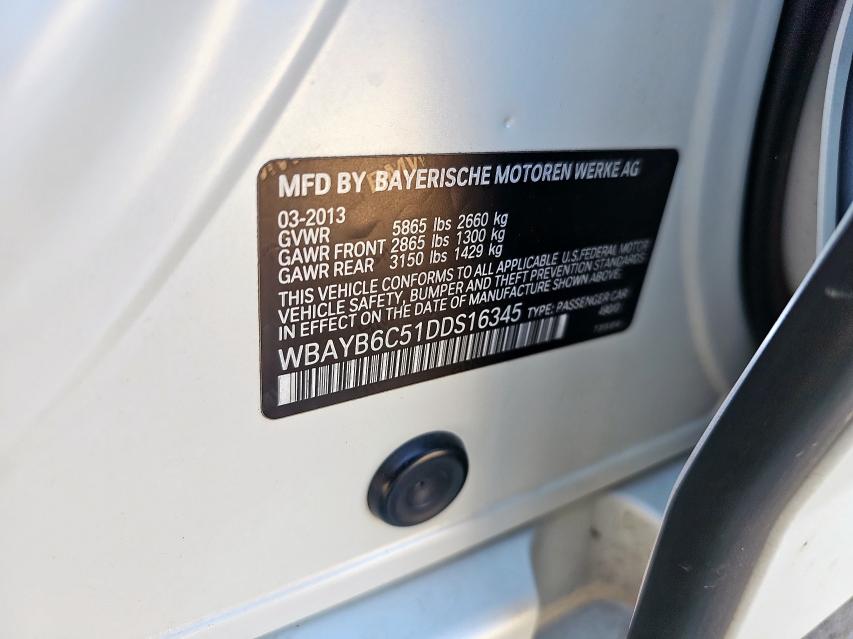 MFD BY BAYERISCHE MOTOREN WERKE AG
03-2013
GVWR 5865 lbs 2660 kg
GAWR FRONT 2865 lbs 1300 kg
GAWR REAR 3150 lbs 1429 kg
THIS VEHICLE CONFORMS TO ALL APPLICABLE U.S. FEDERAL MOTOR
VEHICLE SAFETY, BUMPER AND THEFT PREVENTION STANDARDS
IN EFFECT ON THE DATE OF MANUFACTURE SHOWN ABOVE.
WBAYB6C51DDS16345 TYPE: PASSENGER CAR